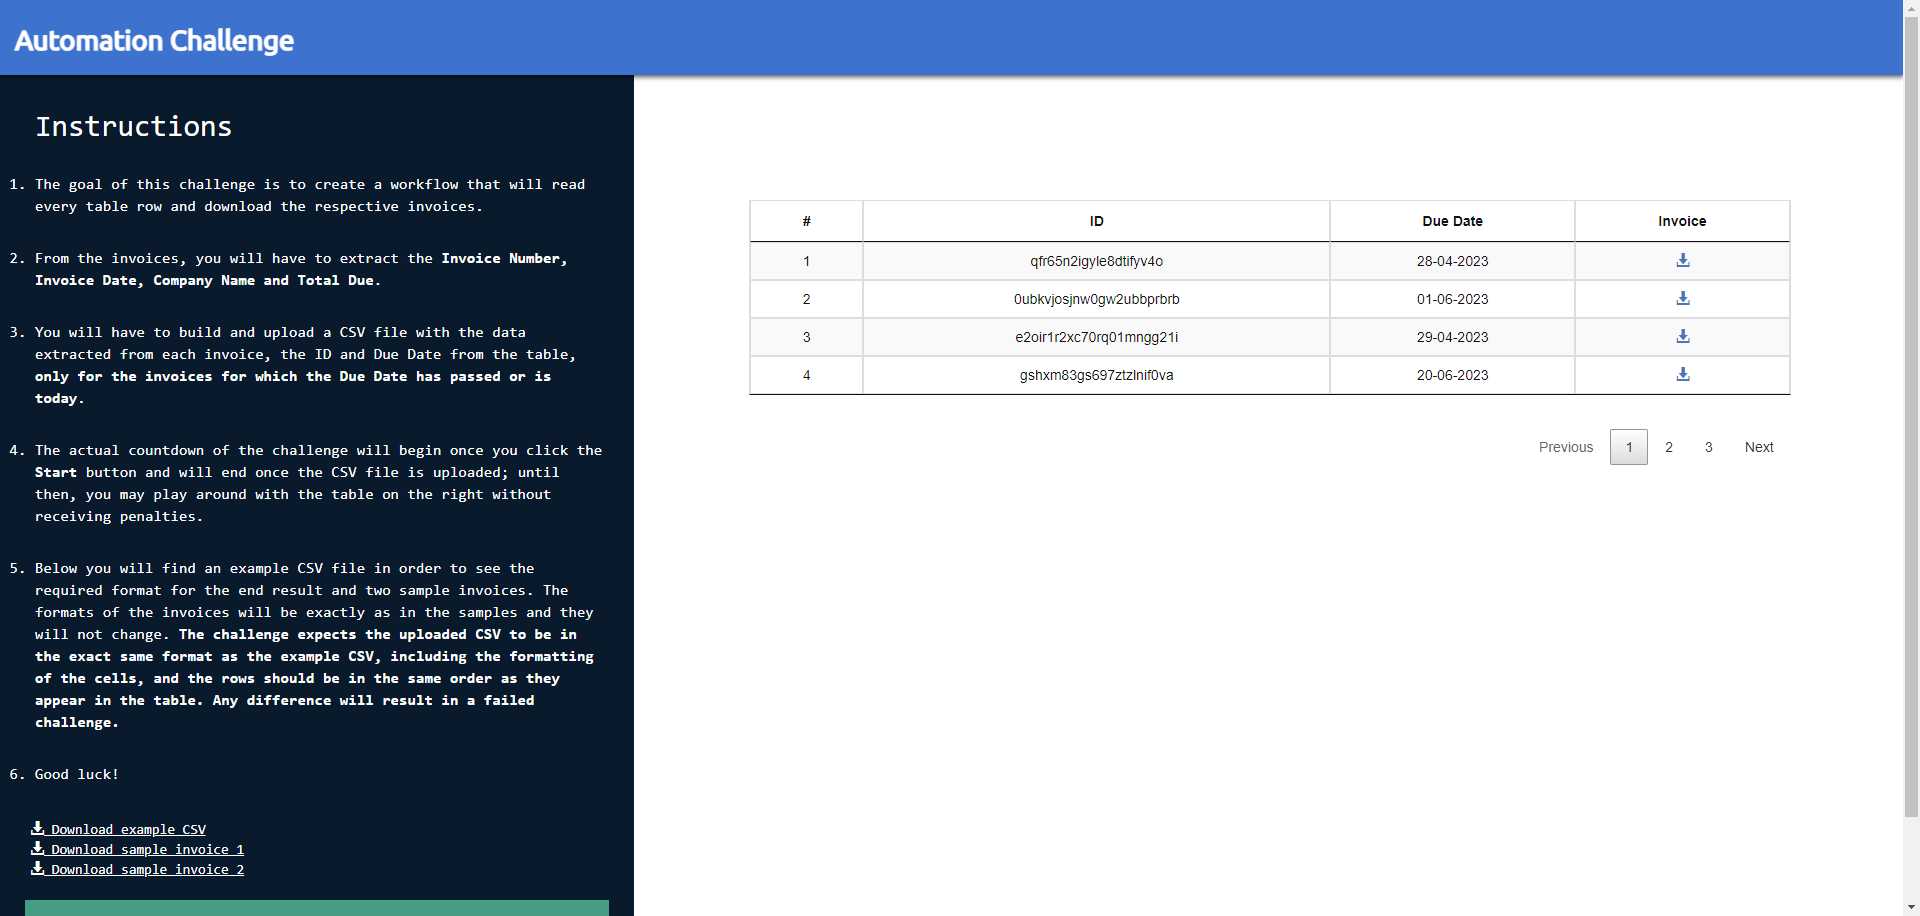 Automation Challenge
Instructions
1. The goal of this challenge is to create a workflow that will read
every table row and download the respective invoices.
2. From the invoices, you will have to extract the Invoice Number,
Invoice Date, Company Name and Total Due.
3. You will have to build and upload a CSV file with the data
extracted from each invoice, the ID and Due Date from the table,
only for the invoices for which the Due Date has passed or is
today.
4. The actual countdown of the challenge will begin once you click the
Start button and will end once the CSV file is uploaded; until
then, you may play around with the table on the right without
receiving penalties.
5. Below you will find an example CSV file in order to see the
required format for the end result and two sample invoices. The
formats of the invoices will be exactly as in the samples and they
will not change. The challenge expects the uploaded CSV to be in
the exact same format as the example CSV, including the formatting
of the cells, and the rows should be in the same order as they
appear in the table. Any difference will result in a failed
challenge.
6. Good luck!
Download example CSV
Download sample invoice 1
Download sample invoice 2
# ID Due Date Invoice
1 qfr65n2igyle8dtifyv4o 28-04-2023
2 0ubkvjosjnw0gw2ubbprbrb 01-06-2023
3 e2oir1r2xc70rq01mngg21i 29-04-2023
4 gshxm83gs697ztzlnif0va 20-06-2023
Previous 1 2 3 Next